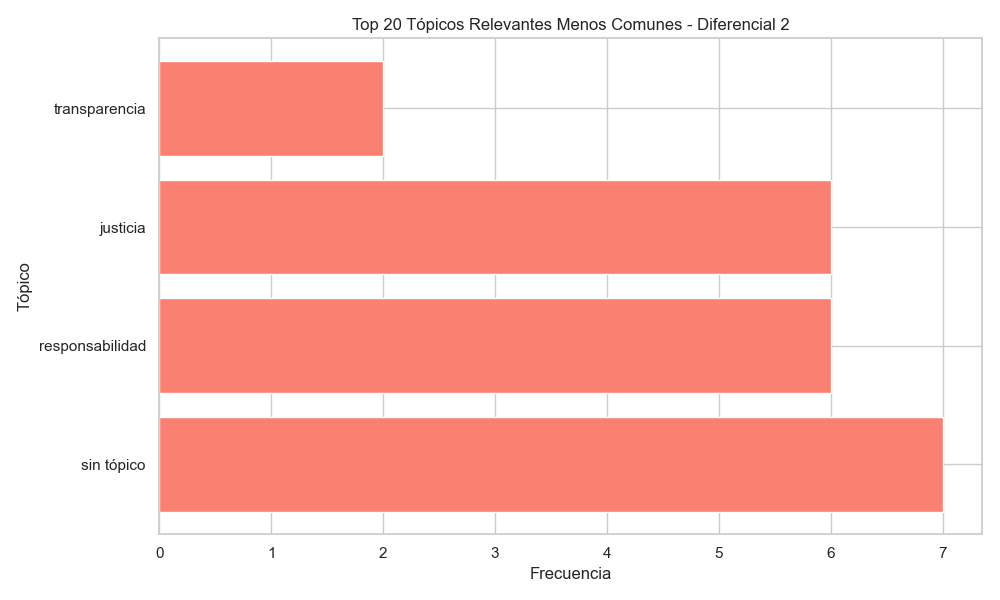 Top 20 Tópicos Relevantes Menos Comunes - Diferencial 2
transparencia
justicia
responsabilidad
sin tópico
Tópico
0 1 2 3 4 5 6 7
Frecuencia